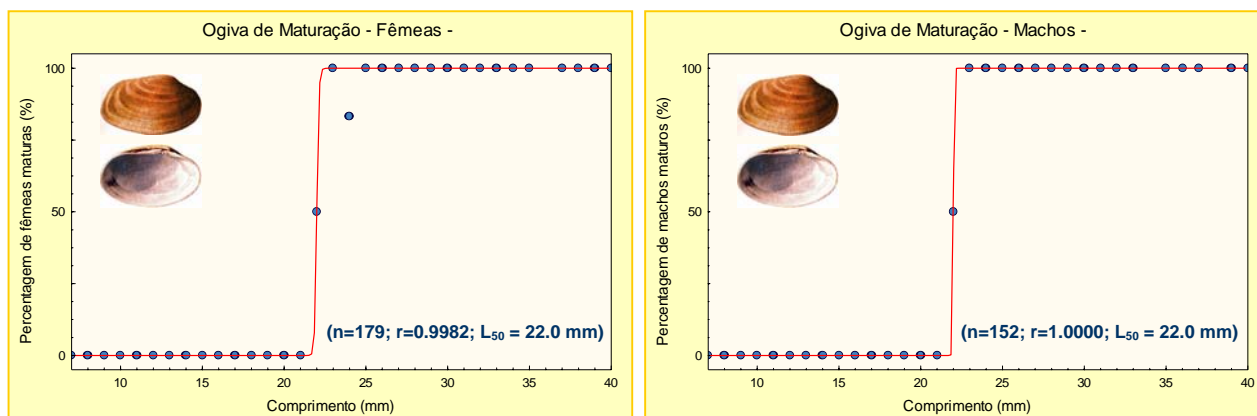 Ogiva de Maturação - Fêmeas -
Percentagem de fêmeas maturas (%)
100
50
0
(n=179; r=0.9982; L₅₀ = 22.0 mm)
10 15 20 25 30 35 40
Comprimento (mm)
Ogiva de Maturação - Machos -
Percentagem de machos maturos (%)
100
50
0
(n=152; r=1.0000; L₅₀ = 22.0 mm)
10 15 20 25 30 35 40
Comprimento (mm)